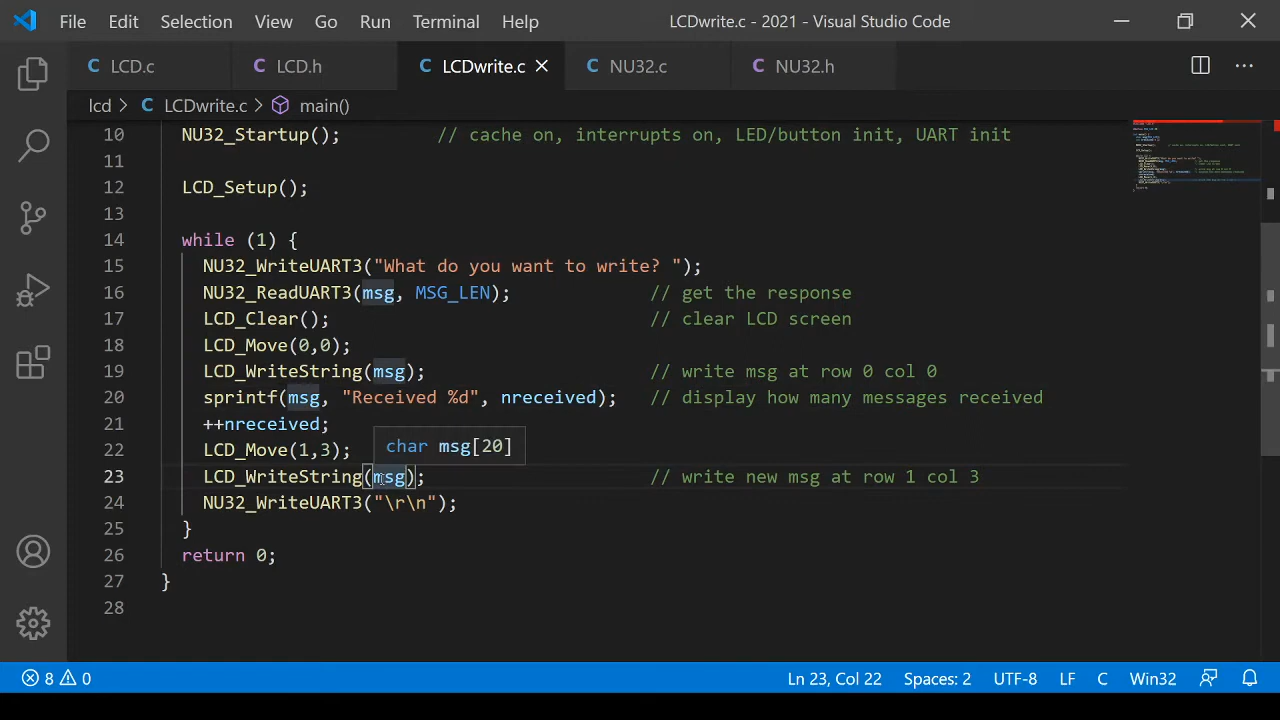 File Edit Selection View Go Run Terminal Help LCDwrite.c - 2021 - Visual Studio Code
C LCD.c C LCD.h C LCDwrite.c C NU32.c C NU32.h
lcd > C LCDwrite.c > main()
10 NU32_Startup(); // cache on, interrupts on, LED/button init, UART init
11
12 LCD_Setup();
13
14 while (1) {
15 NU32_WriteUART3("What do you want to write? ");
16 NU32_ReadUART3(msg, MSG_LEN); // get the response
17 LCD_Clear(); // clear LCD screen
18 LCD_Move(0,0);
19 LCD_WriteString(msg); // write msg at row 0 col 0
20 sprintf(msg, "Received %d", nreceived); // display how many messages received
21 ++nreceived;
char msg[20]
22 LCD_Move(1,3);
23 LCD_WriteString(msg); // write new msg at row 1 col 3
24 NU32_WriteUART3("\r\n");
25 }
26 return 0;
27 }
28
8 0 Ln 23, Col 22 Spaces: 2 UTF-8 LF C Win32